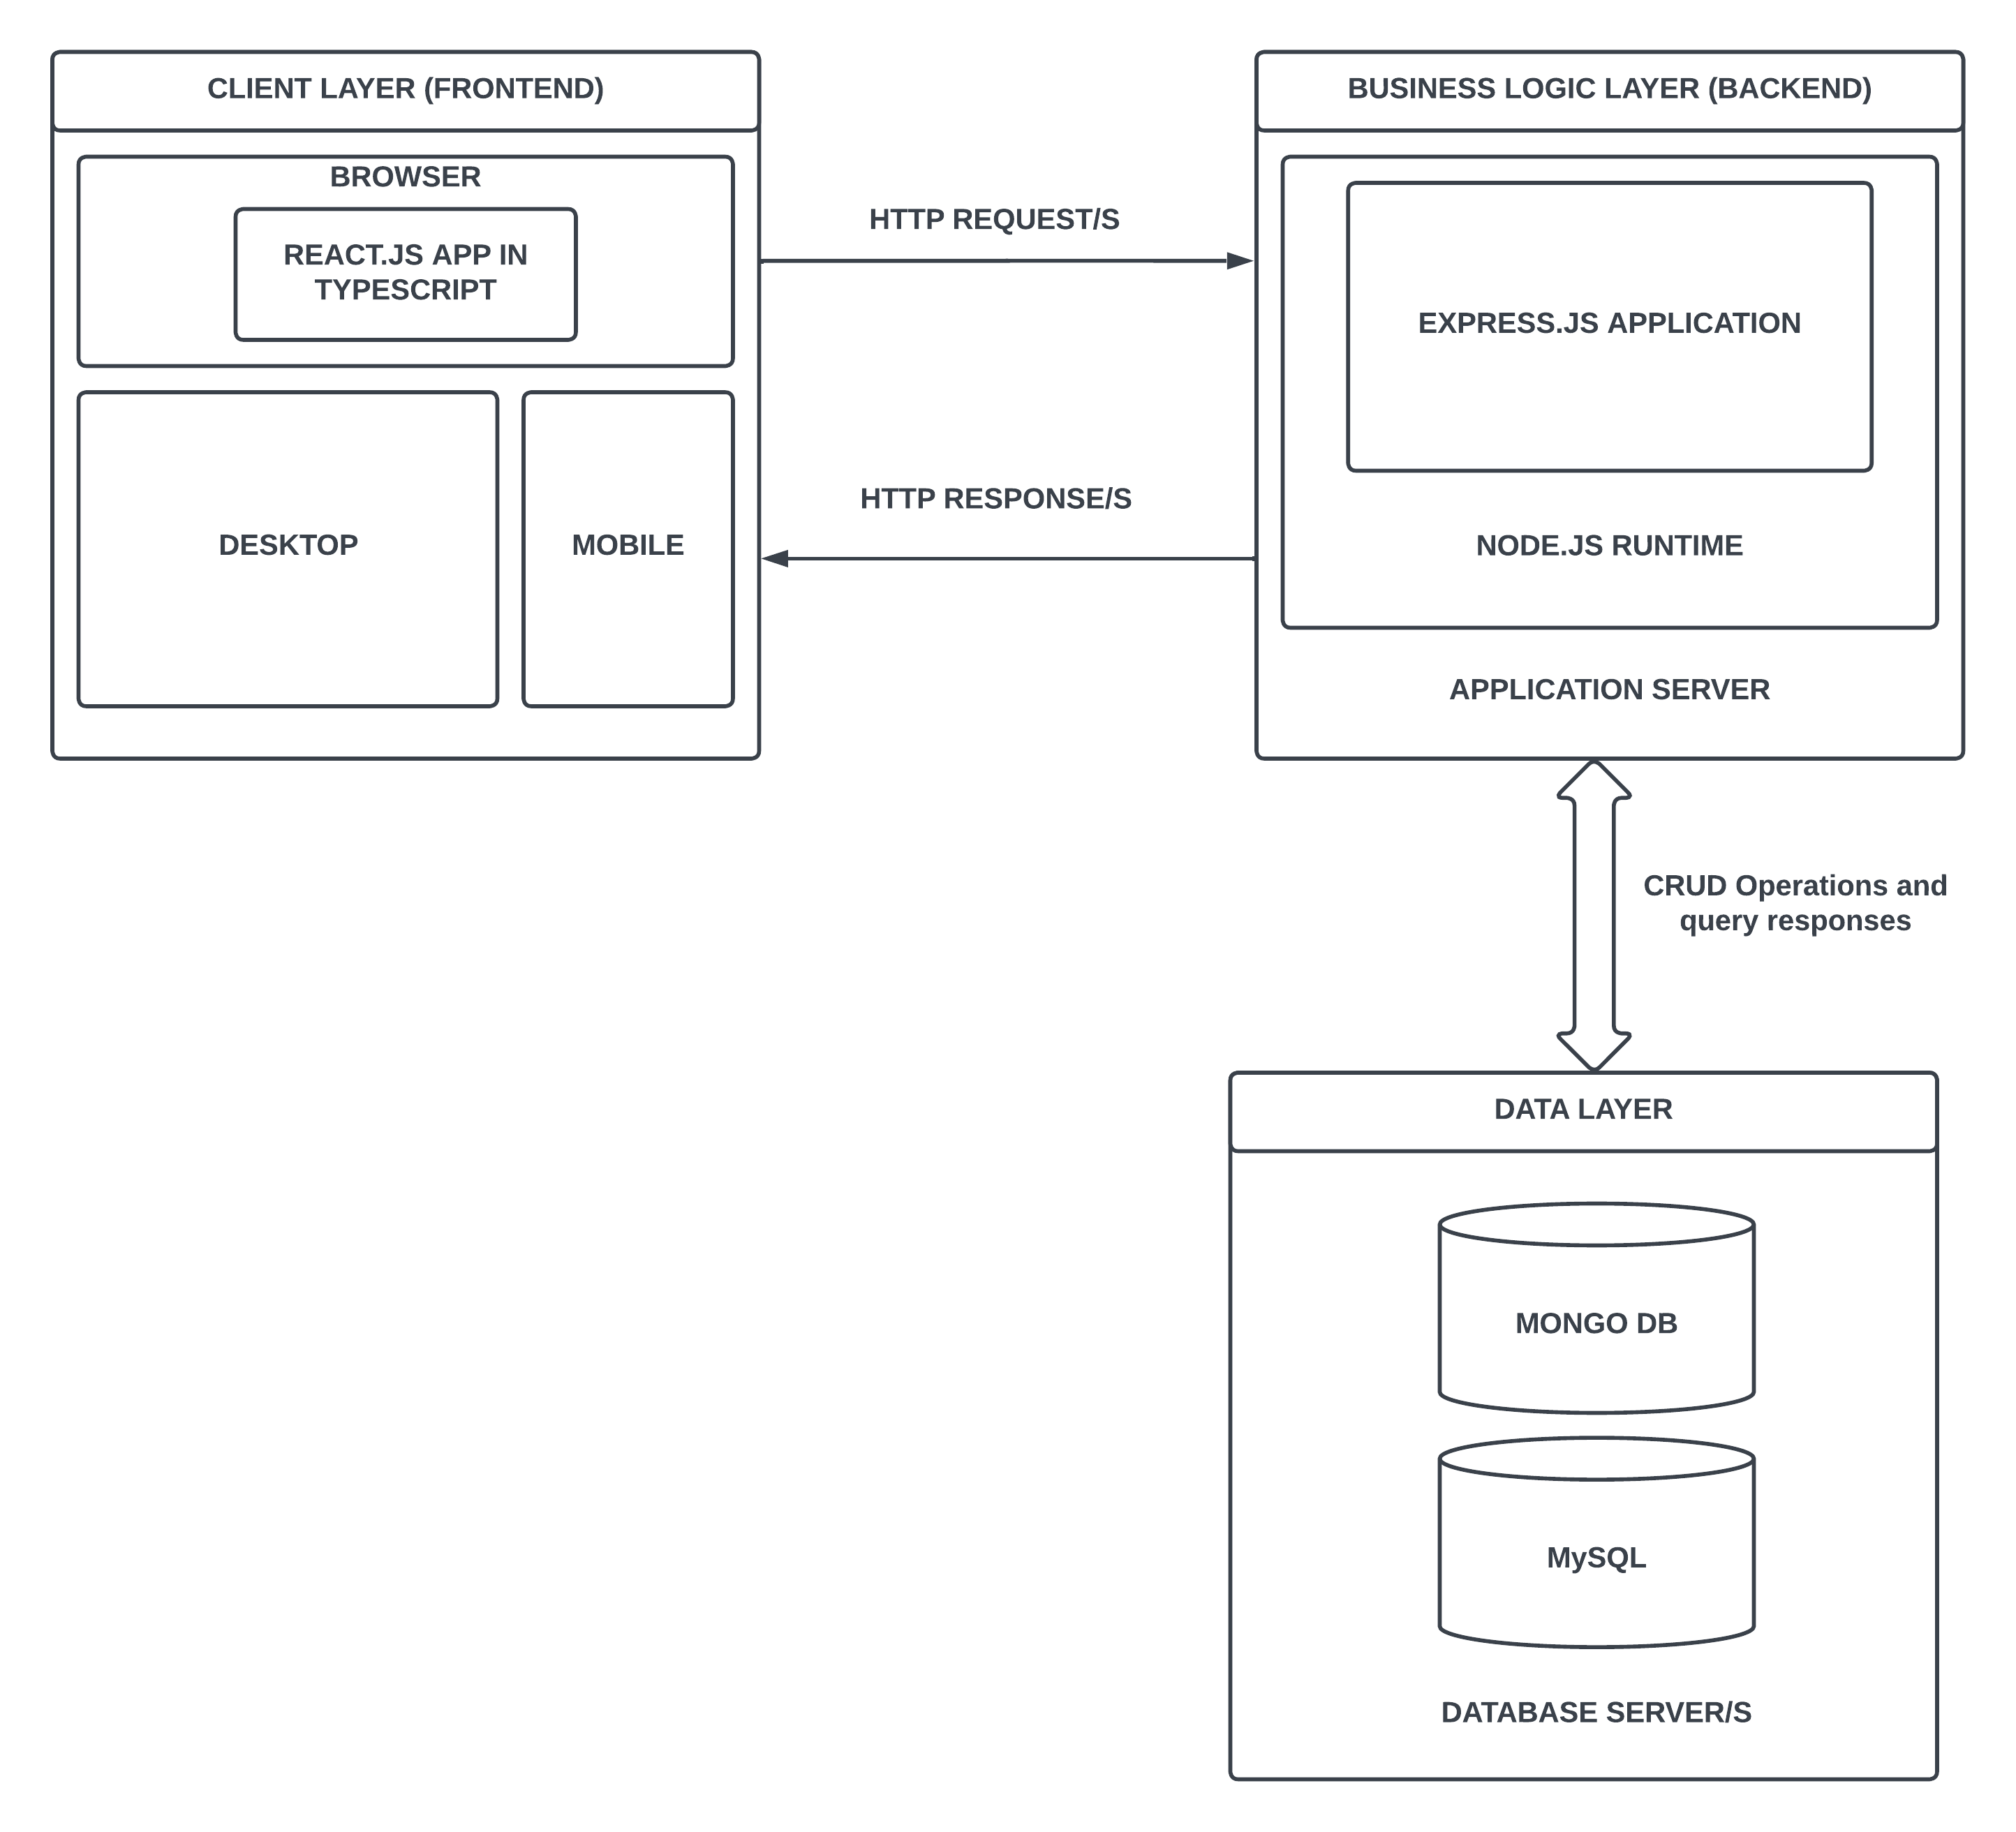 CLIENT LAYER (FRONTEND)
BROWSER
REACT.JS APP IN
TYPESCRIPT
DESKTOP
MOBILE
HTTP REQUEST/S
HTTP RESPONSE/S
BUSINESS LOGIC LAYER (BACKEND)
EXPRESS.JS APPLICATION
NODE.JS RUNTIME
APPLICATION SERVER
CRUD Operations and
query responses
DATA LAYER
MONGO DB
MySQL
DATABASE SERVER/S